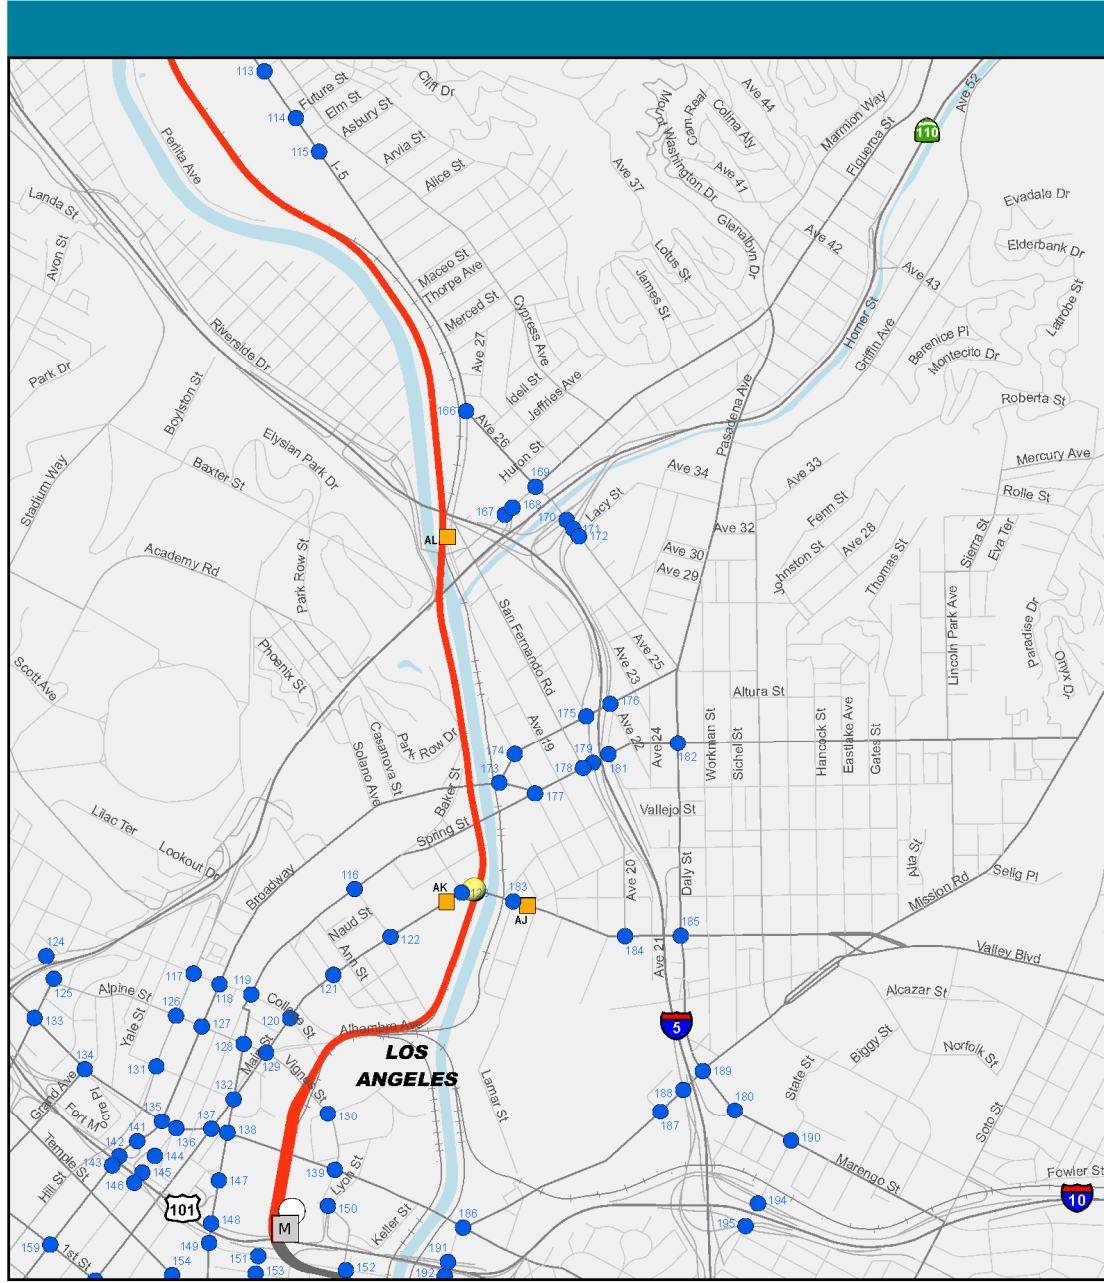 113
Future St
Cliff Dr
Ave 44
Ave 52
Elm St
114
Asbury St
Mount Washington Dr
Cam Real
Colina Aly
Marmion Way
Figueroa St
110
Perlita Ave
115
Arvia St
I-5
Alice St
Ave 37
Ave 41
Landa St
Glenalbyn Dr
Evadale Dr
Avon St
Lotus St
Ave 42
Elderbank Dr
Maceo St
Thorpe Ave
James St
Ave 43
Merced St
Cypress Ave
Homer St
Latrobe St
Riverside Dr
Ave 27
Griffin Ave
Berenice Pl
Montecito Dr
Park Dr
Idell St
Jeffries Ave
Boylston St
Pasadena Ave
Roberta St
166
Ave 26
Elysian Park Dr
Huron St
Mercury Ave
Baxter St
169
Ave 34
Ave 33
Stadium Way
Rolle St
167
168
170
Lacy St
171
172
Fenn St
AL
Ave 32
Ave 28
Sierra St
Eva Ter
Academy Rd
Ave 30
Johnston St
Thomas St
Park Row St
Ave 29
San Fernando Rd
Lincoln Park Ave
Paradise Dr
Phoenix St
Ave 25
Ave 23
Onyx Dr
Scott Ave
Altura St
176
175
Casanova St
Park Row Dr
Ave 19
Ave 22
Ave 24
Workman St
Sichel St
Hancock St
Eastlake Ave
Gates St
Solano Ave
174
179
178
181
182
173
Baker St
177
Vallejo St
Lilac Ter
Spring St
Lookout Dr
Broadway
Alta St
116
AK
183
AJ
Ave 20
Daly St
Mission Rd
Selig Pl
Naud St
122
184
185
124
Ann St
Ave 21
Valley Blvd
125
117
118
119
121
Alpine St
126
College St
Alcazar St
133
Yale St
127
120
Alhambra Ave
5
128
Main St
129
LOS
ANGELES
Biggy St
Norfolk St
134
131
Vignes St
Lamar St
189
State St
Grand Ave
132
188
180
Fort M
135
137
130
187
Soto St
141
136
138
190
142
144
Temple St
143
145
139
Marengo St
146
Lyon St
Fowler St
Hill St
147
194
10
101
148
150
195
M
Keller St
186
149
159
1st St
151
191
154
153
152
192